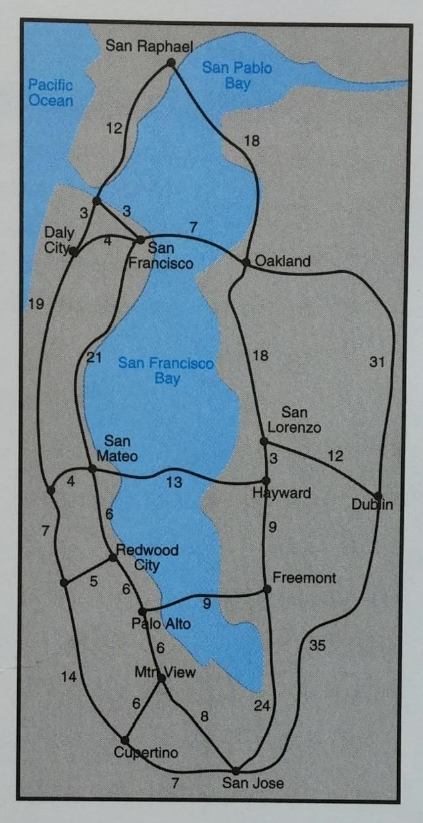 San Raphael
Pacific
Ocean
San Pablo
Bay
12
18
3
3
Daly
City
4
7
San
Francisco
Oakland
19
21
18
31
San Francisco
Bay
San
Lorenzo
San
Mateo
3
12
4
13
Hayward
Dublin
7
6
9
Redwood
City
5
6
Freemont
9
Palo Alto
6
35
14
Mtn View
6
8
24
Cupertino
7
San Jose